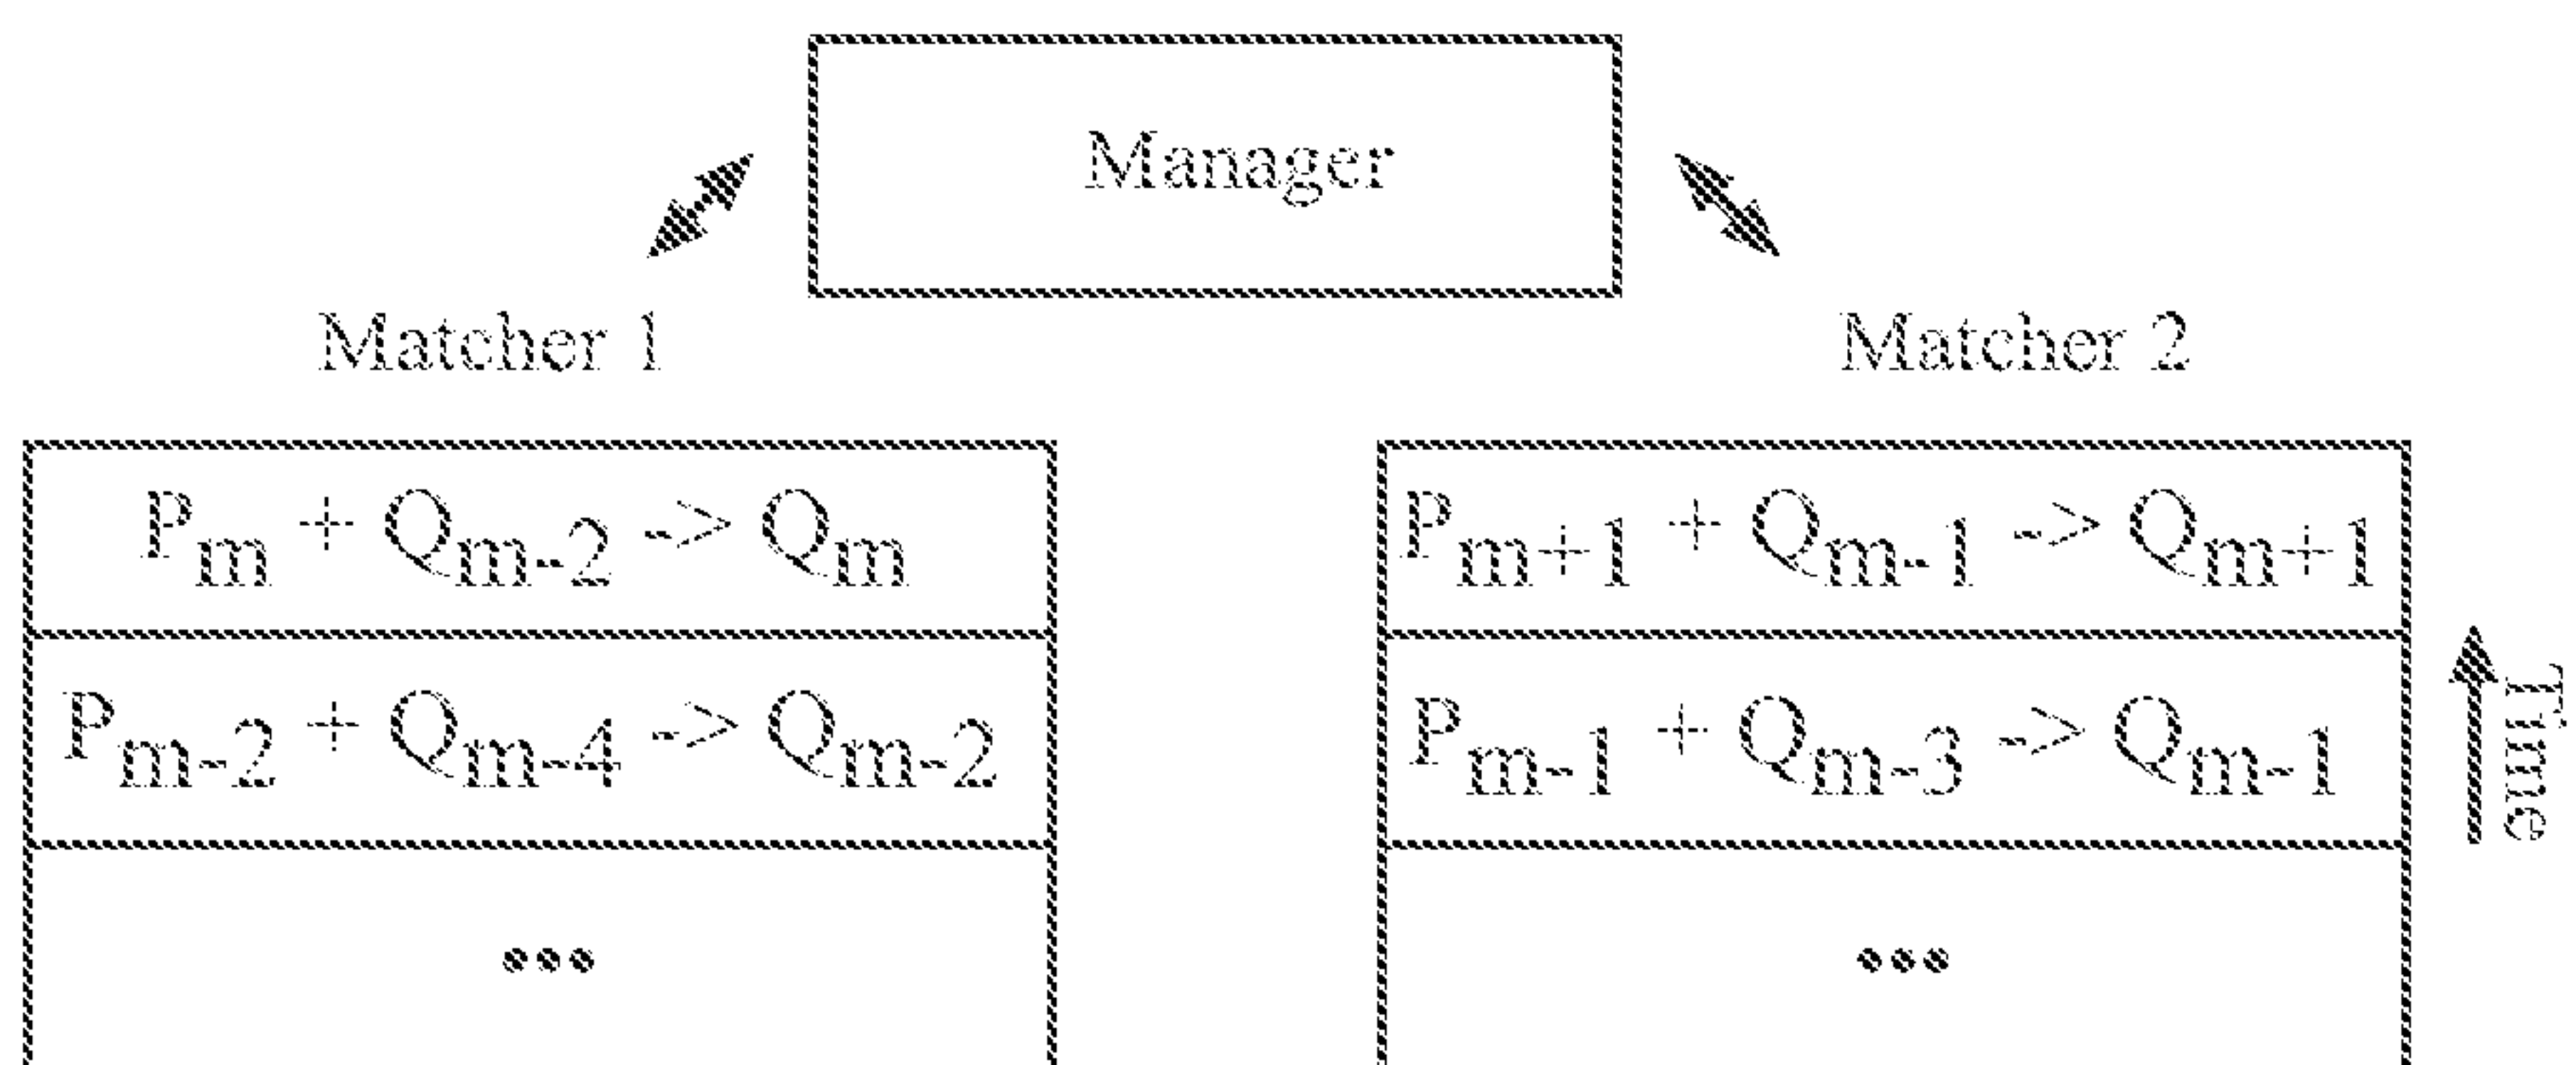 Manager
Matcher 1
Matcher 2
Pm + Qm-2 -> Qm
Pm+1 + Qm-1 -> Qm+1
Pm-2 + Qm-4 -> Qm-2
Pm-1 + Qm-3 -> Qm-1
Time
•••
•••